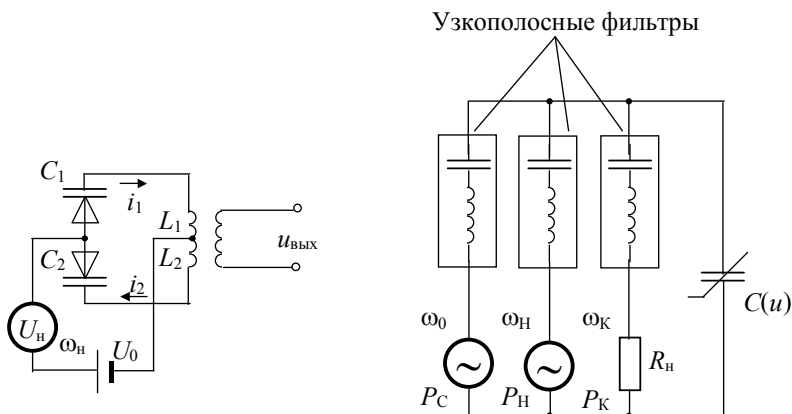 Узкополосные фильтры
C1
i1
L1
C2
L2
uвых
i2
Uн
ωн
U0
ω0
ωН
ωК
C(u)
~
~
Rн
PС
PН
PК